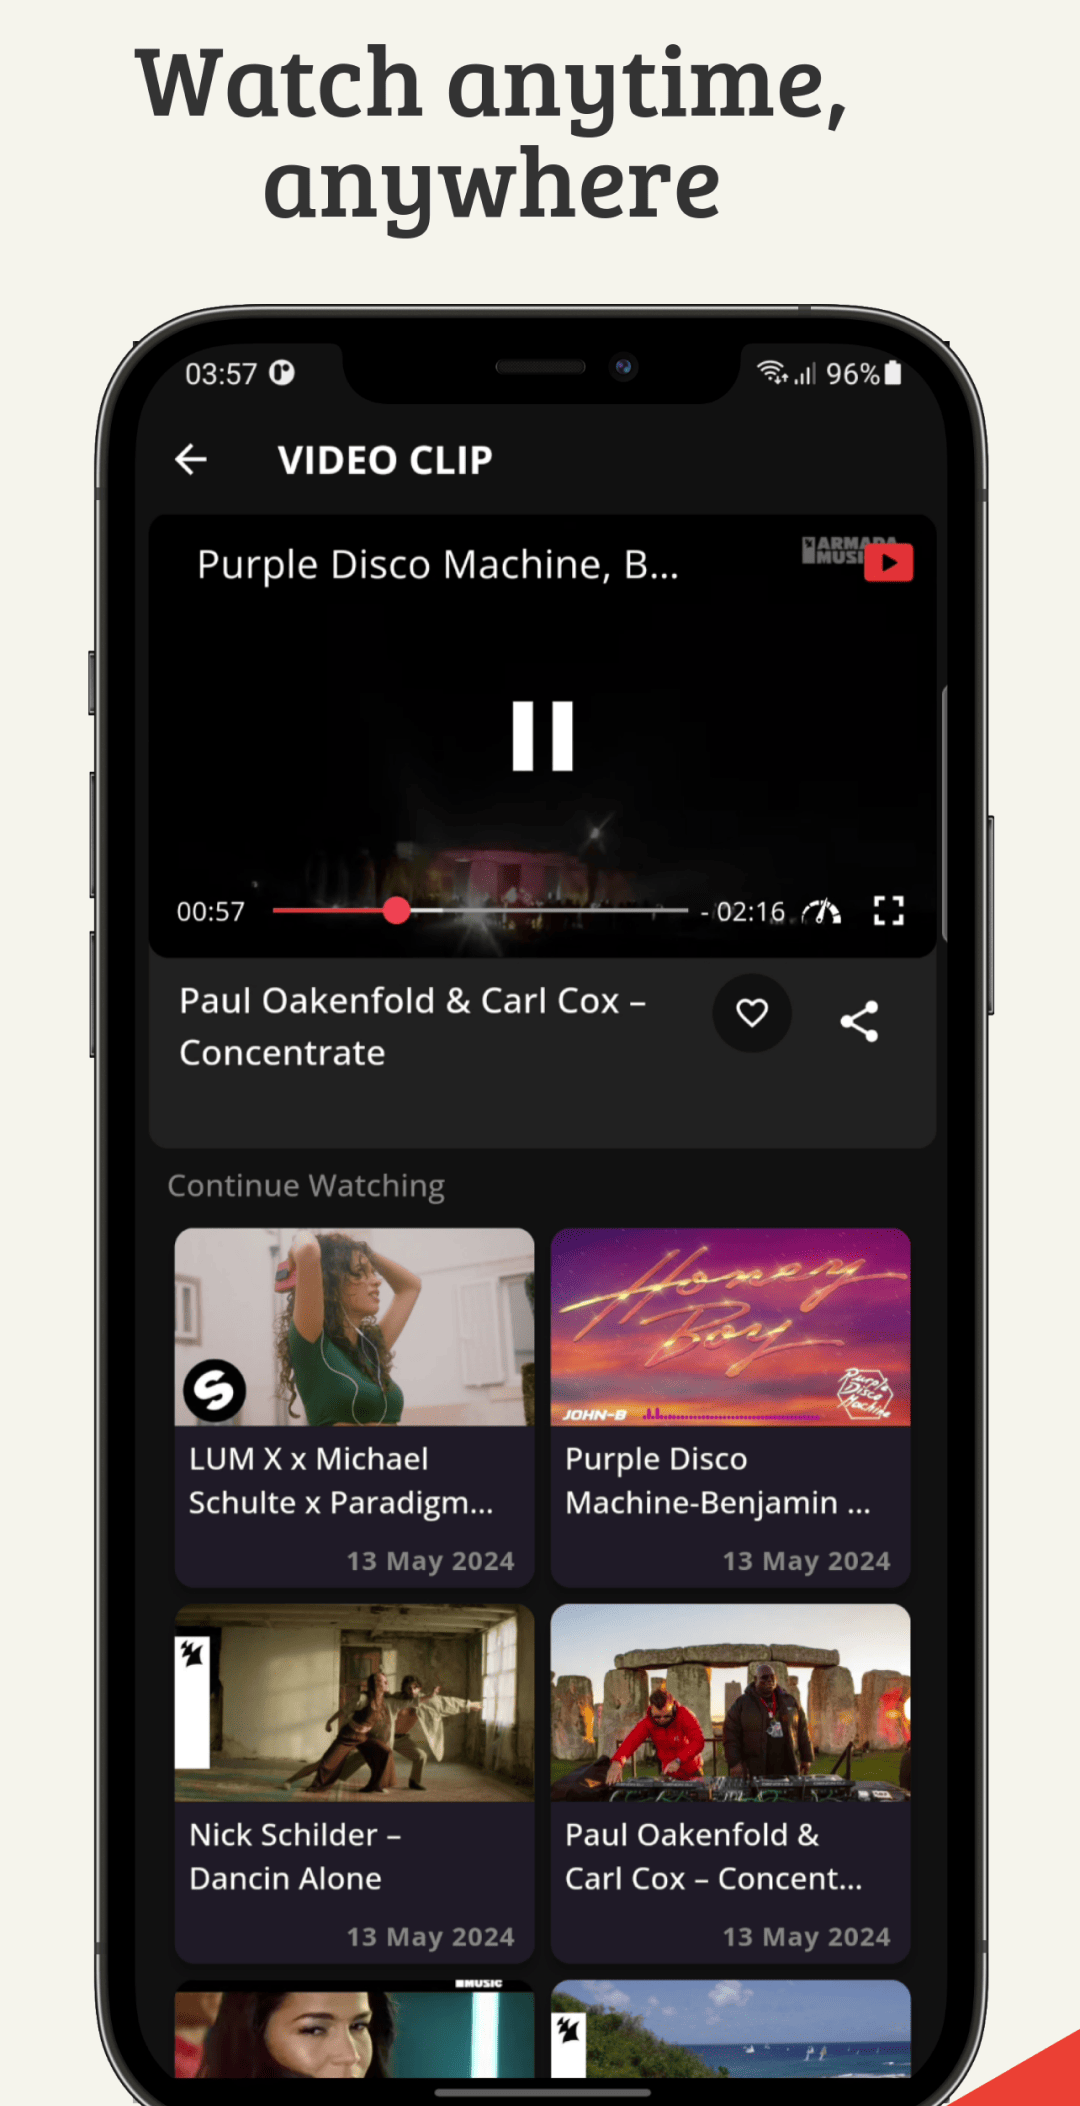 Watch anytime,
anywhere
03:57
96%
VIDEO CLIP
Purple Disco Machine, B...
ARMADA
MUSIC
00:57
- 02:16
Paul Oakenfold & Carl Cox –
Concentrate
Continue Watching
Honey
Boy
Purple
Disco
Machine
JOHN-B
LUM X x Michael
Schulte x Paradigm...
13 May 2024
Purple Disco
Machine-Benjamin ...
13 May 2024
Nick Schilder –
Dancin Alone
13 May 2024
Paul Oakenfold &
Carl Cox – Concent...
13 May 2024
MUSIC